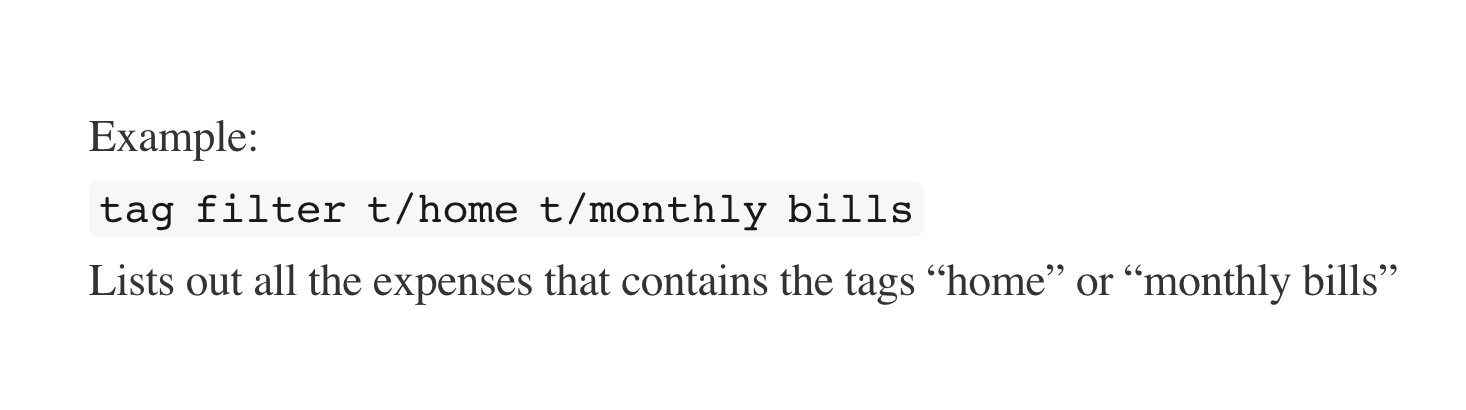 Example:
tag filter t/home t/monthly bills
Lists out all the expenses that contains the tags “home” or “monthly bills”